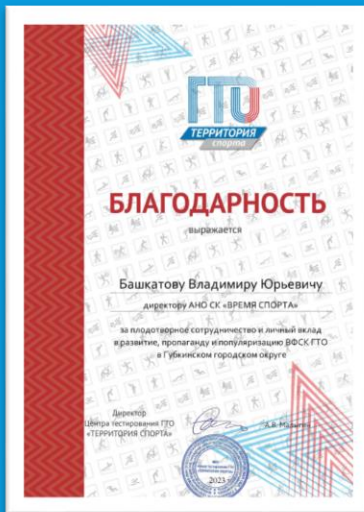 ГТО
ТЕРРИТОРИЯ
спорта
БЛАГОДАРНОСТЬ
выражается
Башкатову Владимиру Юрьевичу
директору АНО СК «ВРЕМЯ СПОРТА»
за плодотворное сотрудничество и личный вклад
в развитие, пропаганду и популяризацию ВФСК ГТО
в Губкинском городском округе
Директор
Центра тестирования ГТО
«ТЕРРИТОРИЯ СПОРТА»
А.В.
2023